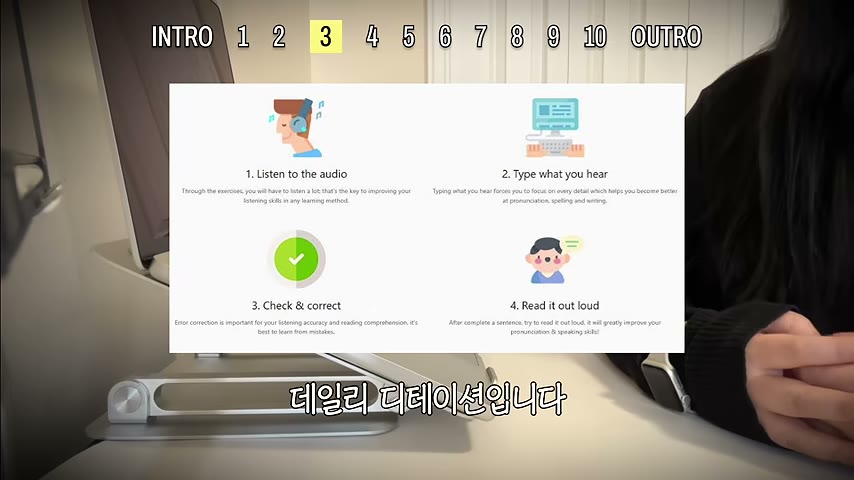 INTRO 1 2 3 4 5 6 7 8 9 10 OUTRO
1. Listen to the audio
Through the exercises, you will have to listen a lot; that's the key to improving your
listening skills in any learning method.
2. Type what you hear
Typing what you hear forces you to focus on every detail which helps you become better
at pronunciation, spelling and writing.
3. Check & correct
Error correction is important for your listening accuracy and reading comprehension, it's
best to learn from mistakes.
4. Read it out loud
After complete a sentence, try to read it out loud, it will greatly improve your
pronunciation & speaking skills!
데일리 디테이션입니다